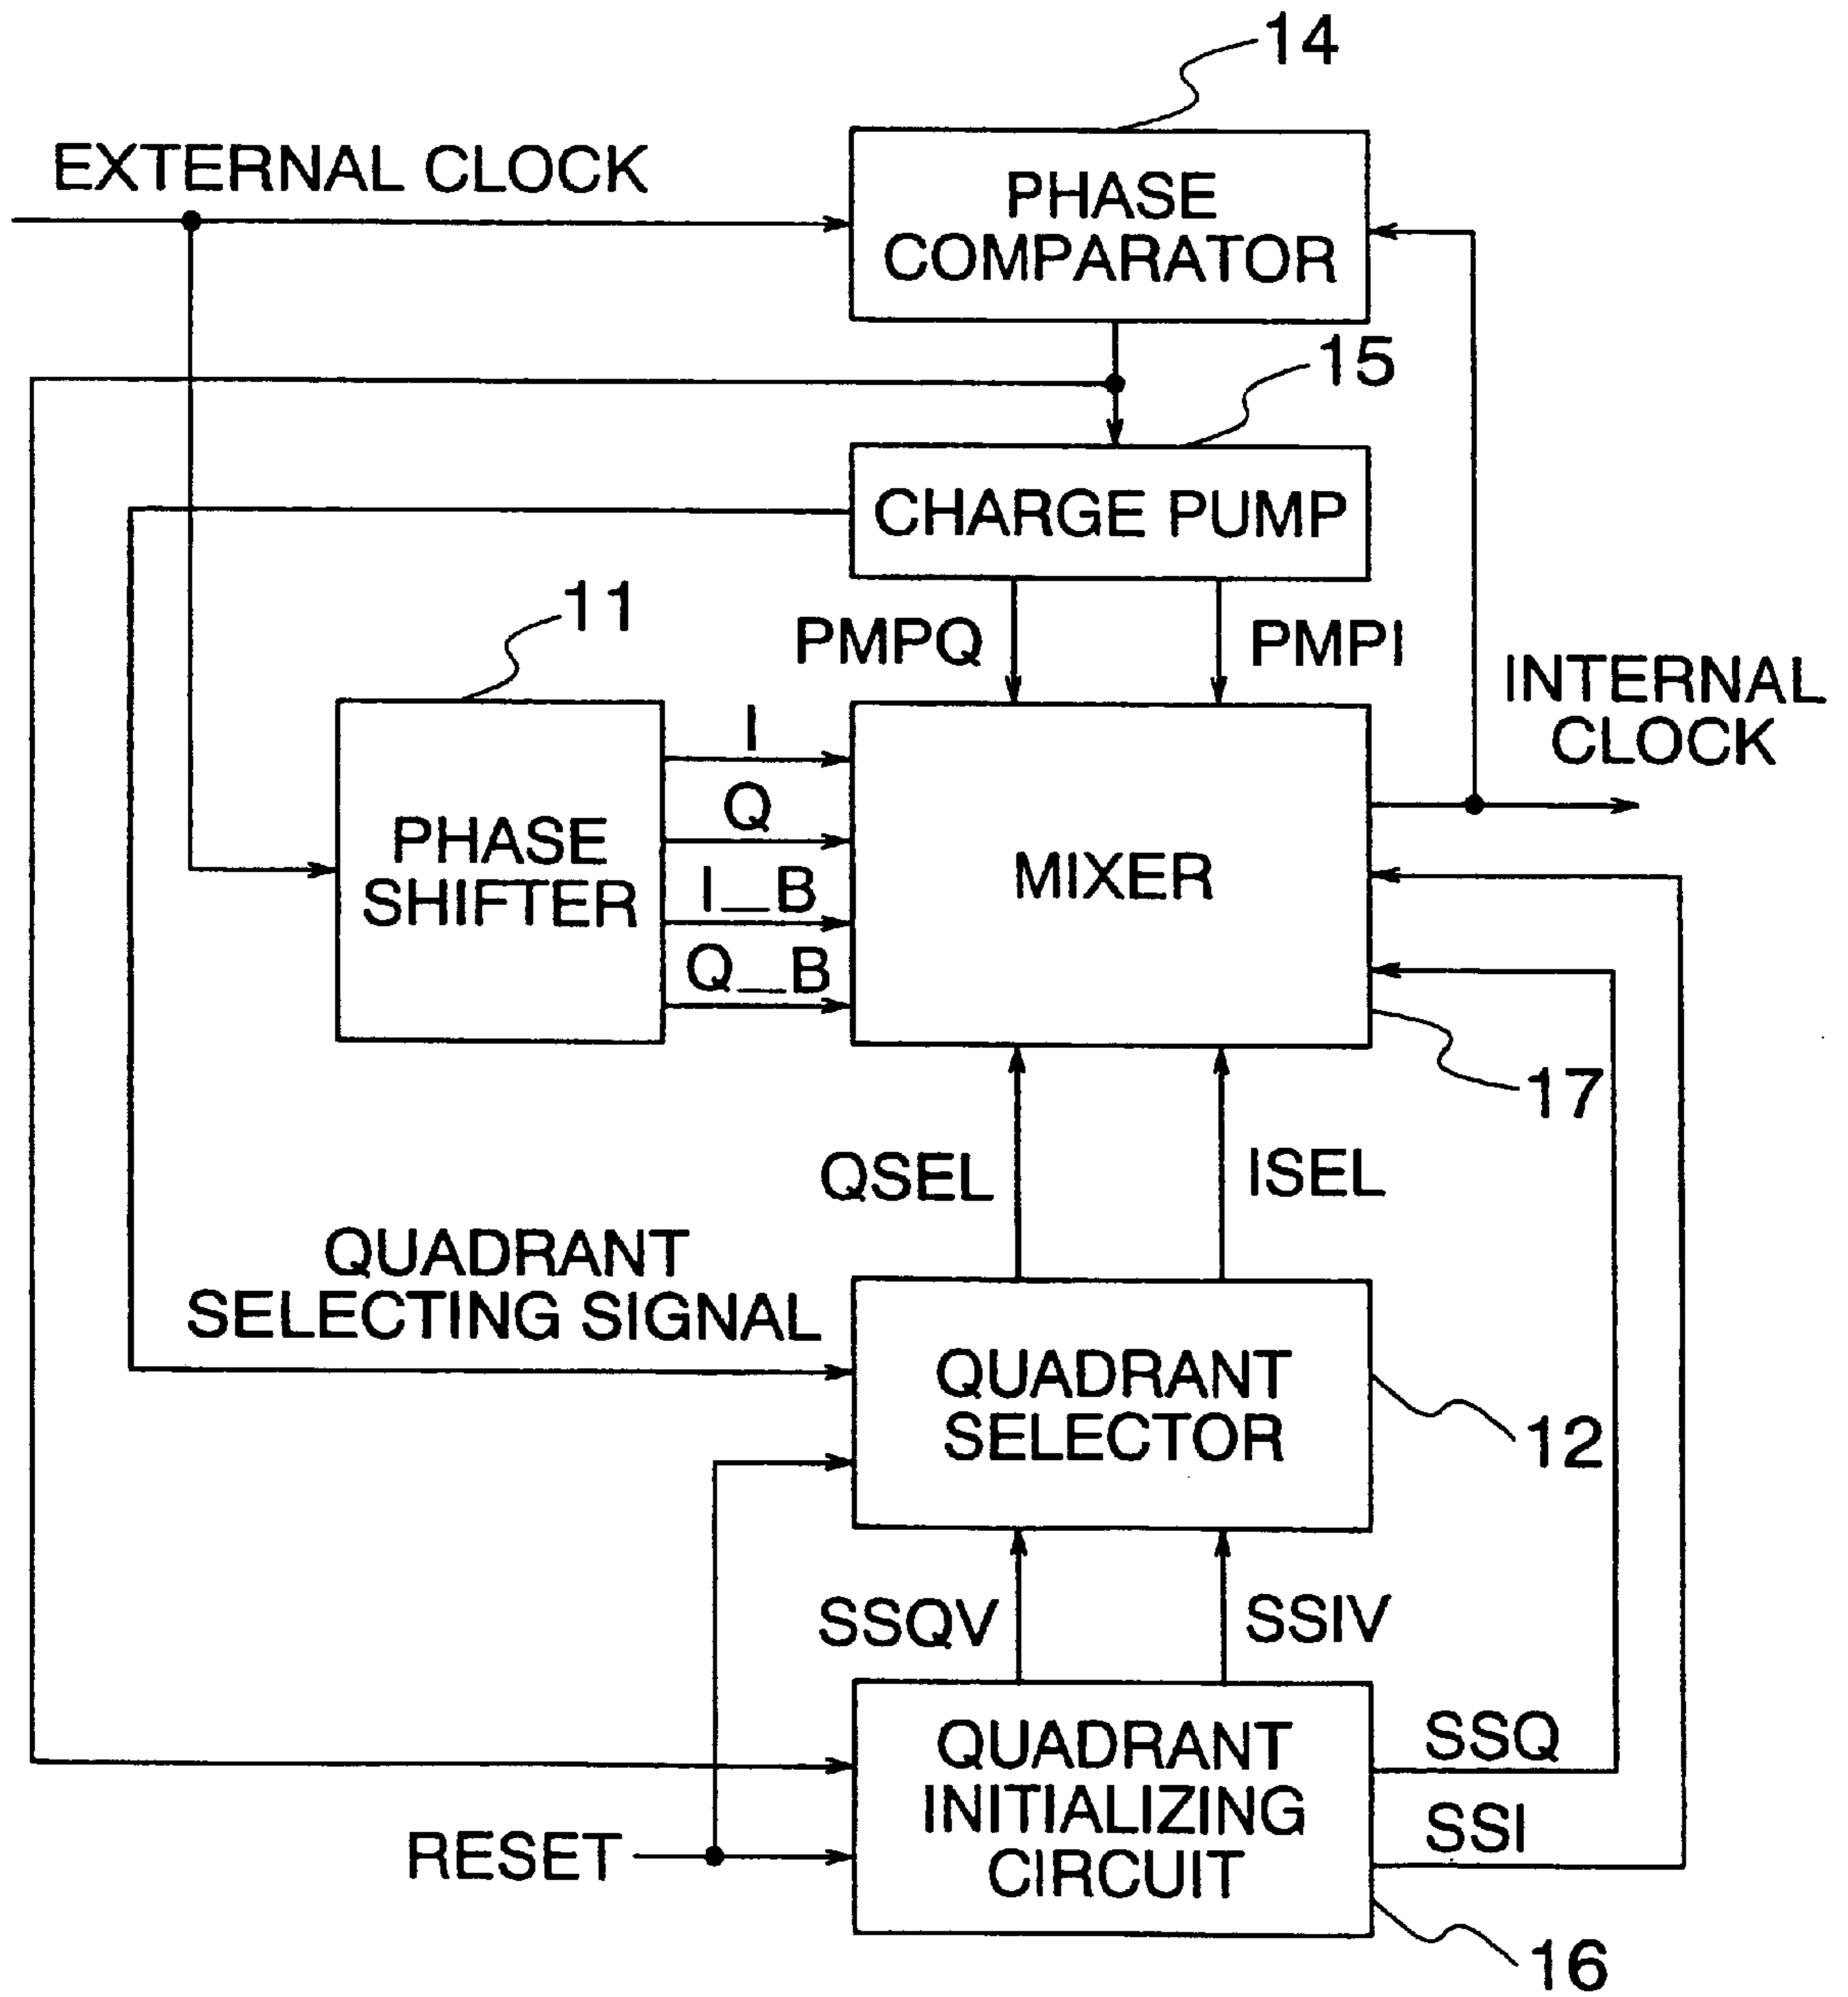 14
EXTERNAL CLOCK
PHASE
COMPARATOR
15
CHARGE PUMP
11
PMPQ
PMPI
INTERNAL
CLOCK
I
Q
I_B
Q_B
PHASE
SHIFTER
MIXER
17
QSEL
ISEL
QUADRANT
SELECTING SIGNAL
QUADRANT
SELECTOR
12
SSQV
SSIV
QUADRANT
INITIALIZING
CIRCUIT
SSQ
SSI
RESET
16